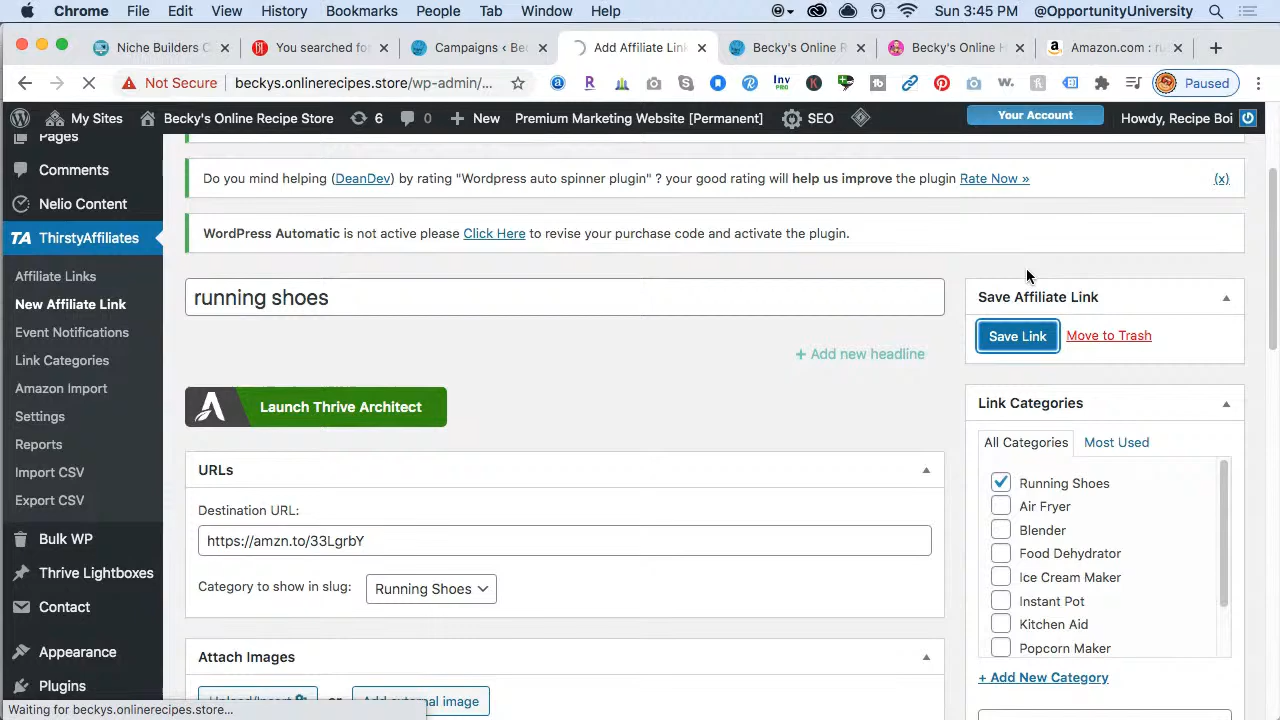 Chrome File Edit View History Bookmarks People Tab Window Help Sun 3:45 PM @OpportunityUniversity
Niche Builders C
You searched for
Campaigns ‹ Bec
Add Affiliate Link
Becky's Online R
Becky's Online H
Amazon.com : ru
Not Secure beckys.onlinerecipes.store/wp-admin/... Paused
My Sites Becky's Online Recipe Store 6 0 New Premium Marketing Website [Permanent] SEO Your Account Howdy, Recipe Boi
Pages
Comments
Nelio Content
TA ThirstyAffiliates
Affiliate Links
New Affiliate Link
Event Notifications
Link Categories
Amazon Import
Settings
Reports
Import CSV
Export CSV
Bulk WP
Thrive Lightboxes
Contact
Appearance
Plugins
Do you mind helping (DeanDev) by rating "Wordpress auto spinner plugin" ? your good rating will help us improve the plugin Rate Now » (x)
WordPress Automatic is not active please Click Here to revise your purchase code and activate the plugin.
running shoes
+ Add new headline
Launch Thrive Architect
URLs
Destination URL:
https://amzn.to/33LgrbY
Category to show in slug: Running Shoes
Attach Images
or Add external image
Save Affiliate Link
Save Link Move to Trash
Link Categories
All Categories Most Used
Running Shoes
Air Fryer
Blender
Food Dehydrator
Ice Cream Maker
Instant Pot
Kitchen Aid
Popcorn Maker
+ Add New Category
Waiting for beckys.onlinerecipes.store...